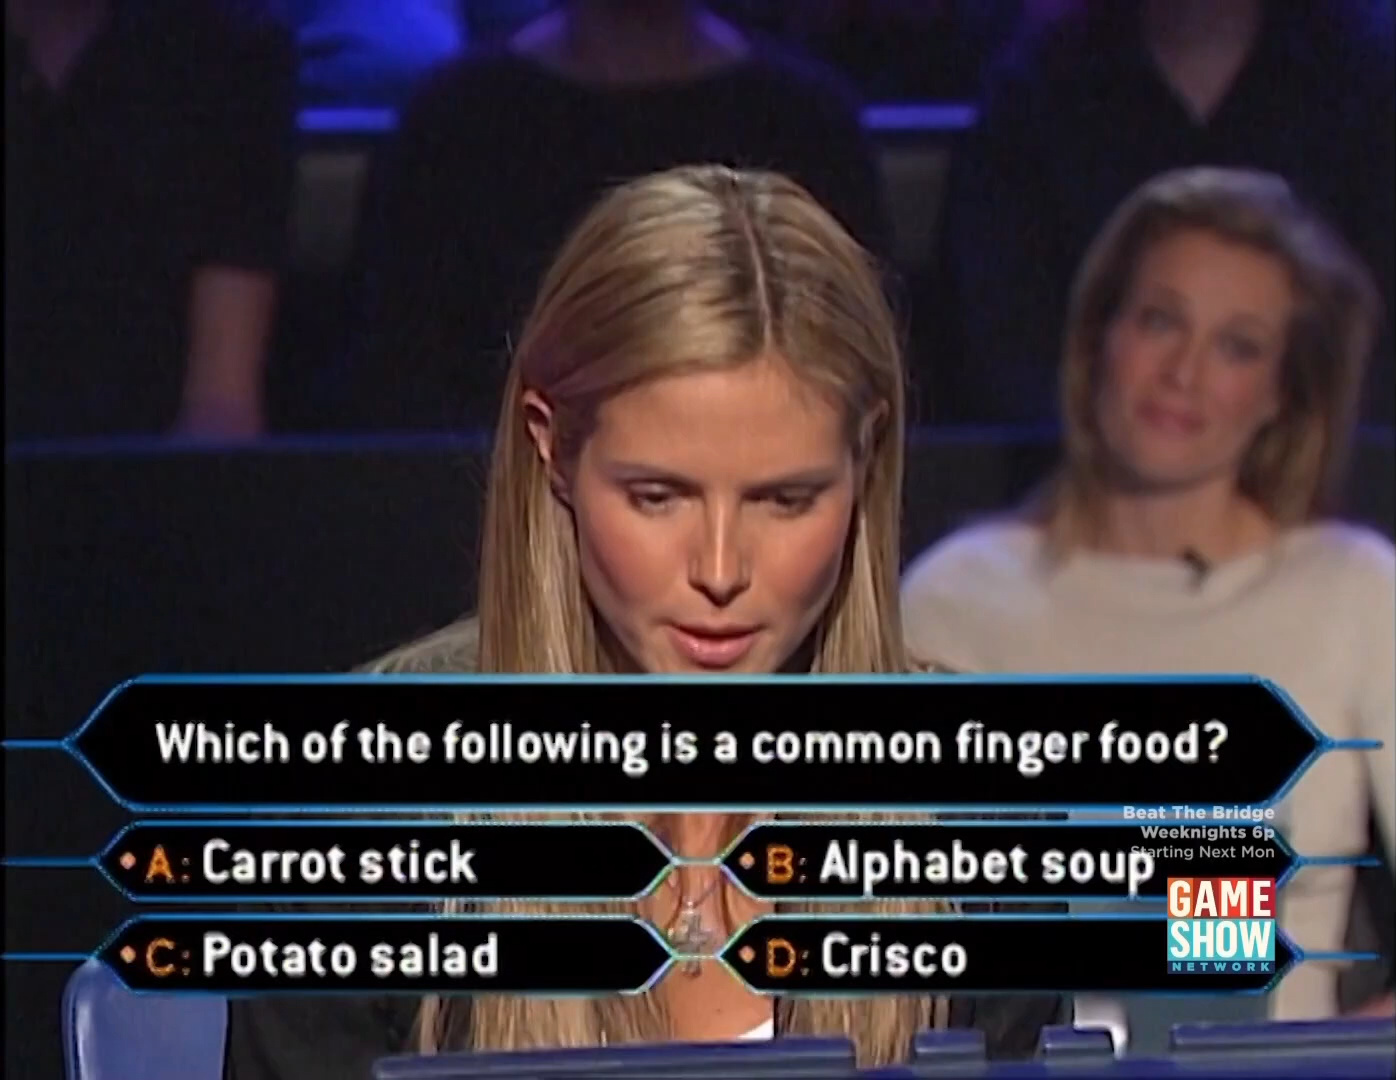 Which of the following is a common finger food?
A: Carrot stick
B: Alphabet soup
C: Potato salad
D: Crisco
Beat The Bridge
Weeknights 6p
Starting Next Mon
GAME
SHOW
NETWORK